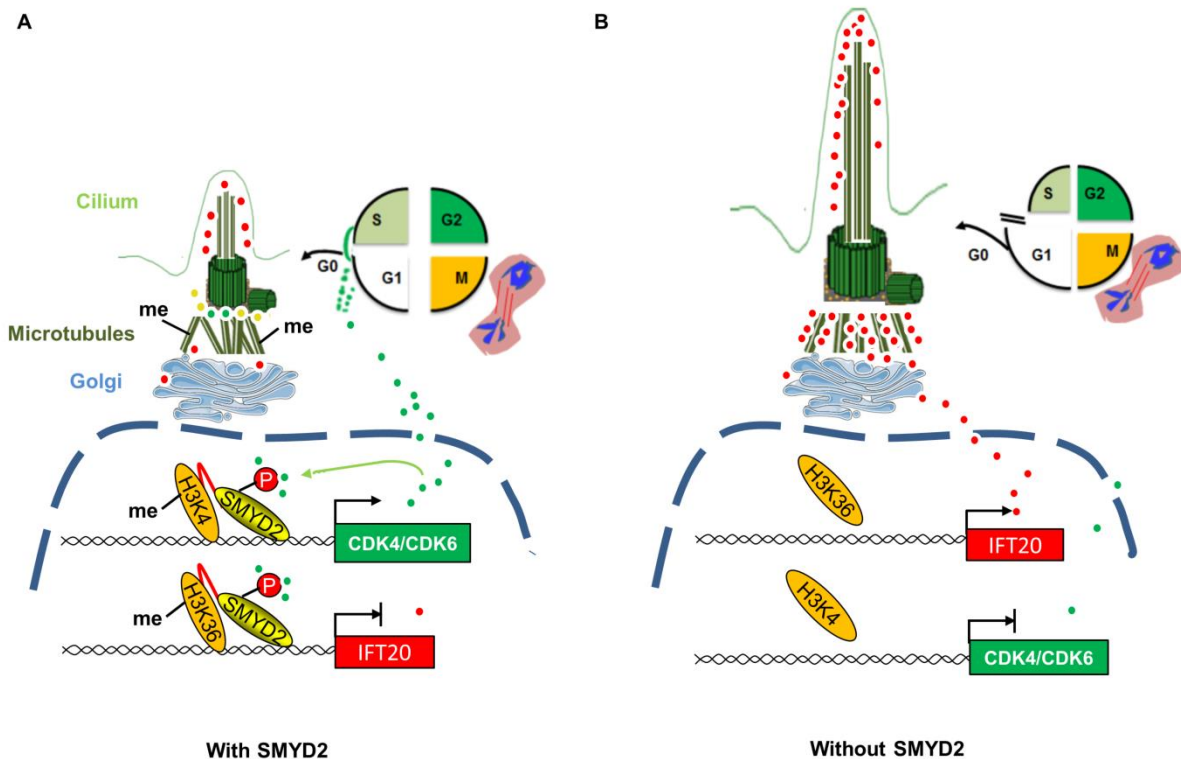 A
Cilium
S
G2
G0
G1
M
me
me
Microtubules
Golgi
P
H3K4
SMYD2
me
CDK4/CDK6
P
H3K36
SMYD2
me
IFT20
With SMYD2
B
S
G2
G0
G1
M
H3K36
IFT20
H3K4
CDK4/CDK6
Without SMYD2